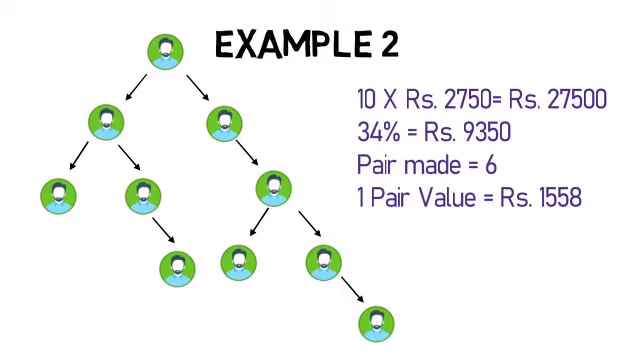 EXAMPLE 2
10 X Rs. 2750= Rs. 27500
34% = Rs. 9350
Pair made = 6
1 Pair Value = Rs. 1558